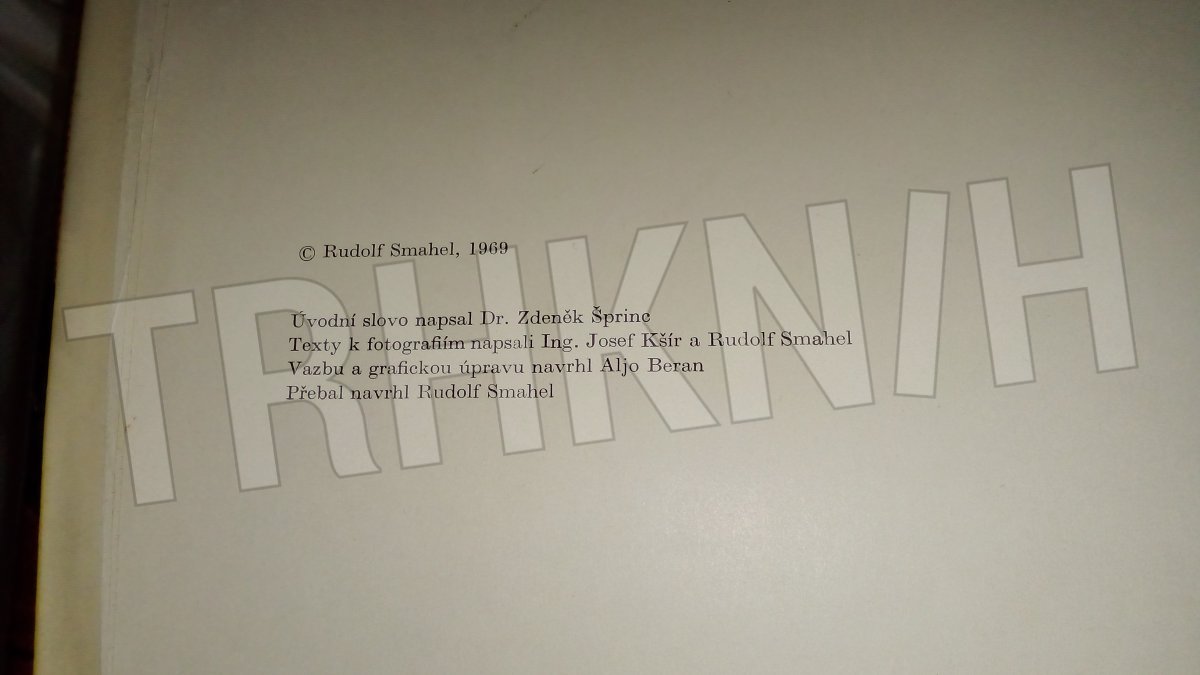 © Rudolf Smahel, 1969
Úvodní slovo napsal Dr. Zdeněk Šprinc
Texty k fotografiím napsali Ing. Josef Kšír a Rudolf Smahel
Vazbu a grafickou úpravu navrhl Aljo Beran
Přebal navrhl Rudolf Smahel
TRHKN/H